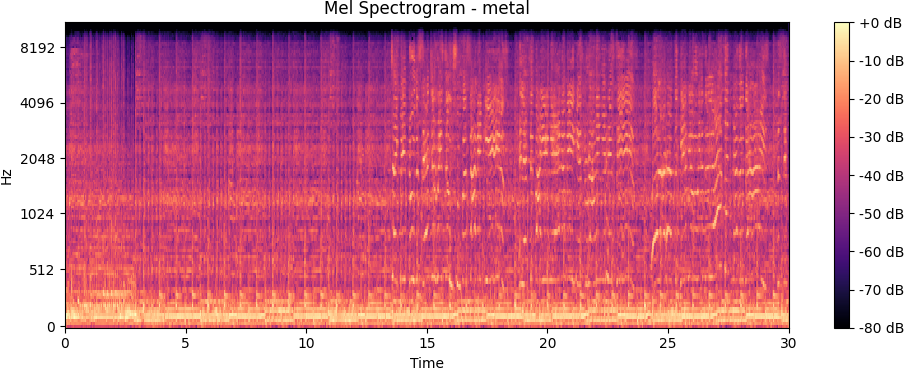 Mel Spectrogram - metal
8192
4096
2048
1024
512
0
Hz
0 5 10 15 20 25 30
Time
+0 dB
-10 dB
-20 dB
-30 dB
-40 dB
-50 dB
-60 dB
-70 dB
-80 dB